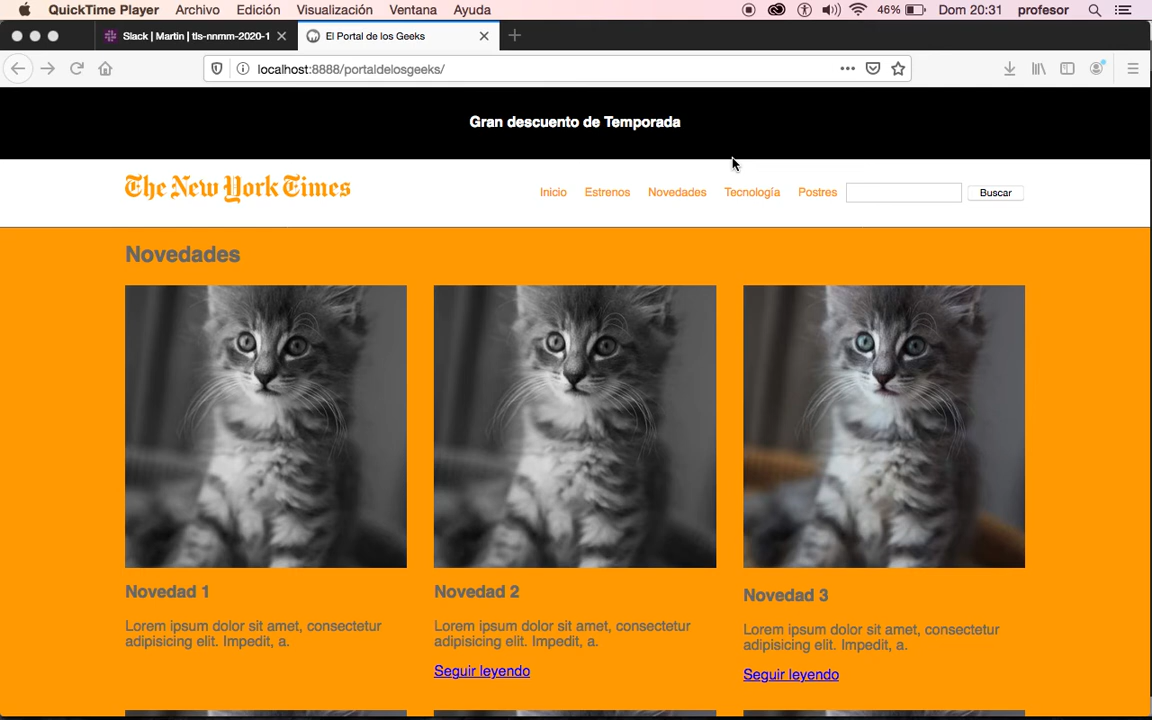 QuickTime Player Archivo Edición Visualización Ventana Ayuda 46% Dom 20:31 profesor
Slack | Martin | tls-nnmm-2020-1 El Portal de los Geeks
localhost:8888/portaldelosgeeks/
Gran descuento de Temporada
The New York Times Inicio Estrenos Novedades Tecnología Postres Buscar
Novedades
Novedad 1
Lorem ipsum dolor sit amet, consectetur
adipisicing elit. Impedit, a.
Novedad 2
Lorem ipsum dolor sit amet, consectetur
adipisicing elit. Impedit, a.
Seguir leyendo
Novedad 3
Lorem ipsum dolor sit amet, consectetur
adipisicing elit. Impedit, a.
Seguir leyendo